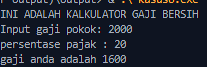 INI ADALAH KALKULATOR GAJI BERSIH
Input gaji pokok: 2000
persentase pajak : 20
gaji anda adalah 1600